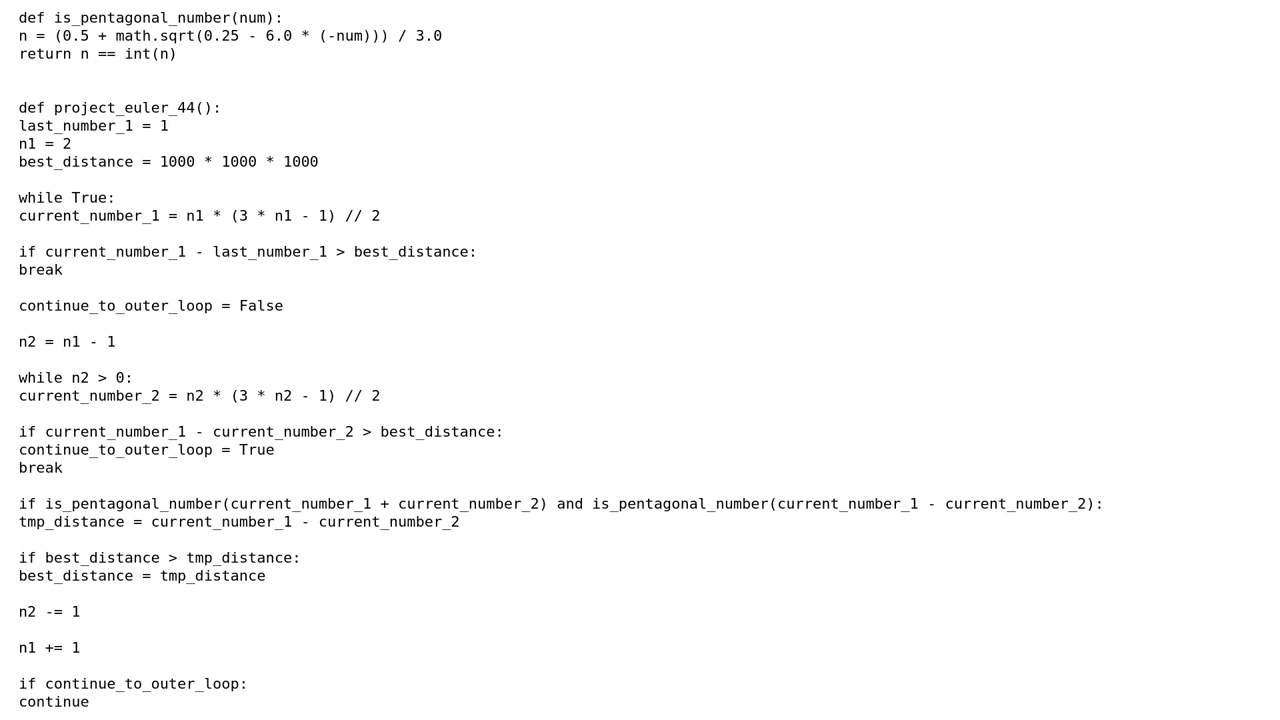 def is_pentagonal_number(num):
n = (0.5 + math.sqrt(0.25 - 6.0 * (-num))) / 3.0
return n == int(n)
def project_euler_44():
last_number_1 = 1
n1 = 2
best_distance = 1000 * 1000 * 1000
while True:
current_number_1 = n1 * (3 * n1 - 1) // 2
if current_number_1 - last_number_1 > best_distance:
break
continue_to_outer_loop = False
n2 = n1 - 1
while n2 > 0:
current_number_2 = n2 * (3 * n2 - 1) // 2
if current_number_1 - current_number_2 > best_distance:
continue_to_outer_loop = True
break
if is_pentagonal_number(current_number_1 + current_number_2) and is_pentagonal_number(current_number_1 - current_number_2):
tmp_distance = current_number_1 - current_number_2
if best_distance > tmp_distance:
best_distance = tmp_distance
n2 -= 1
n1 += 1
if continue_to_outer_loop:
continue